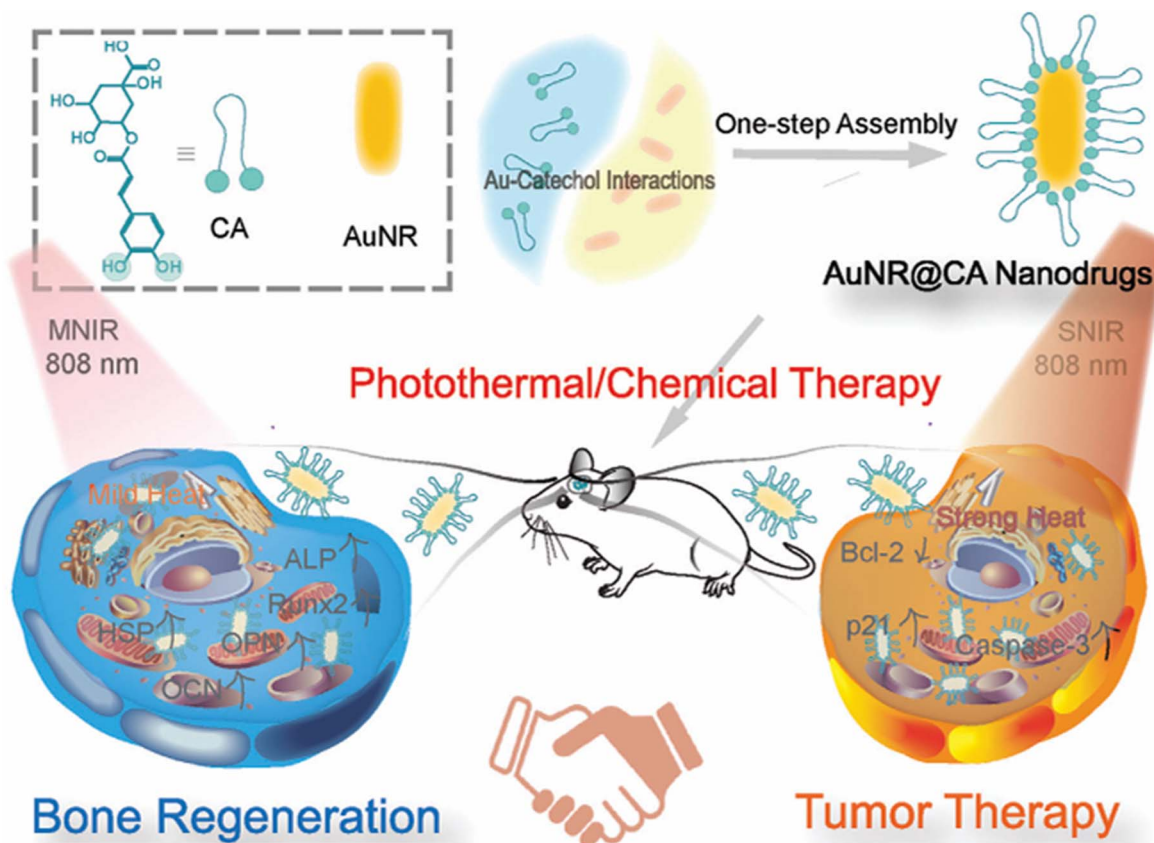 HO
O
OH
OH
HO
HO
O
O
≡
HO
OH
CA
AuNR
Au-Catechol Interactions
One-step Assembly
AuNR@CA Nanodrugs
MNIR
808 nm
SNIR
808 nm
Photothermal/Chemical Therapy
Mild Heat
ALP
Runx2
HSP
OPN
OCN
Strong Heat
Bcl-2
p21
Caspase-3
Bone Regeneration
Tumor Therapy